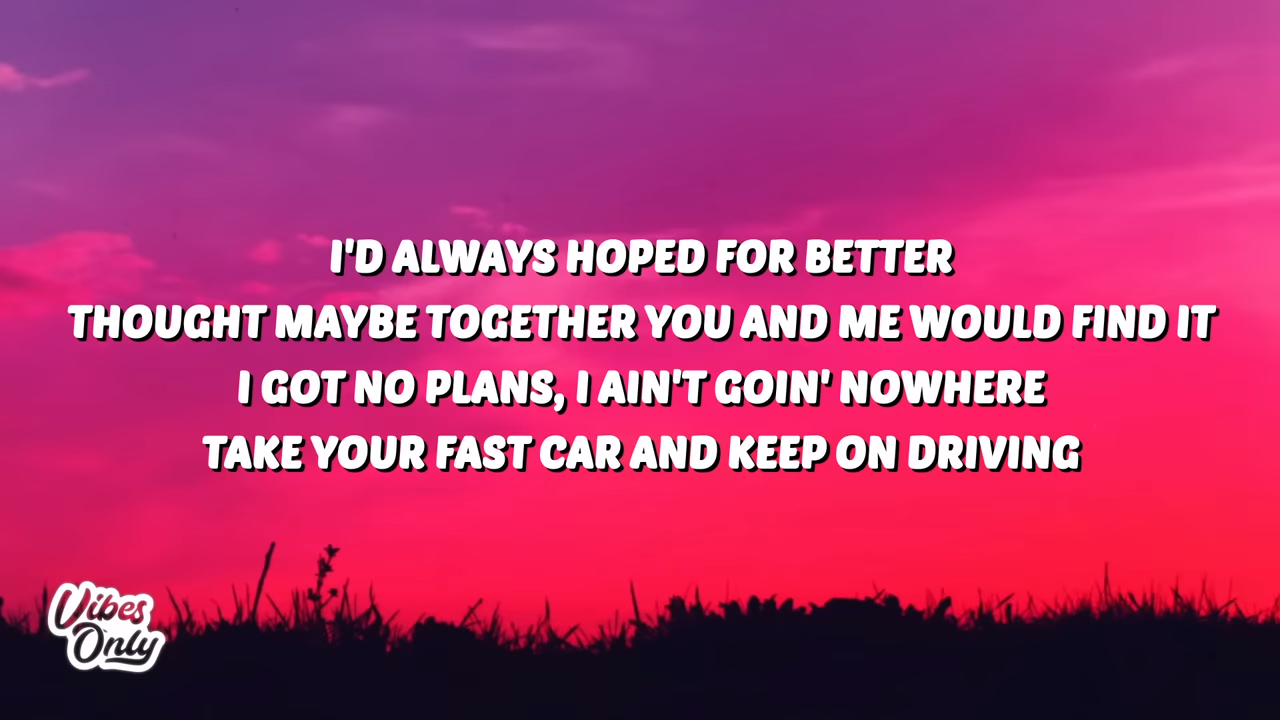 I'D ALWAYS HOPED FOR BETTER
THOUGHT MAYBE TOGETHER YOU AND ME WOULD FIND IT
I GOT NO PLANS, I AIN'T GOIN' NOWHERE
TAKE YOUR FAST CAR AND KEEP ON DRIVING
Vibes
Only